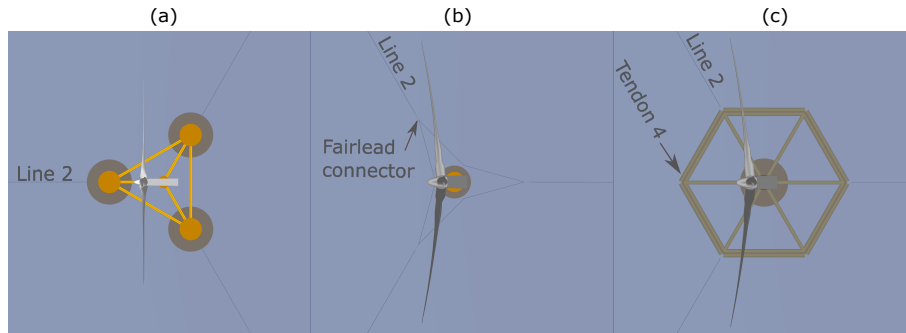 (a)
(b)
(c)
Line 2
Line 2
Fairlead
connector
Line 2
Tendon 4